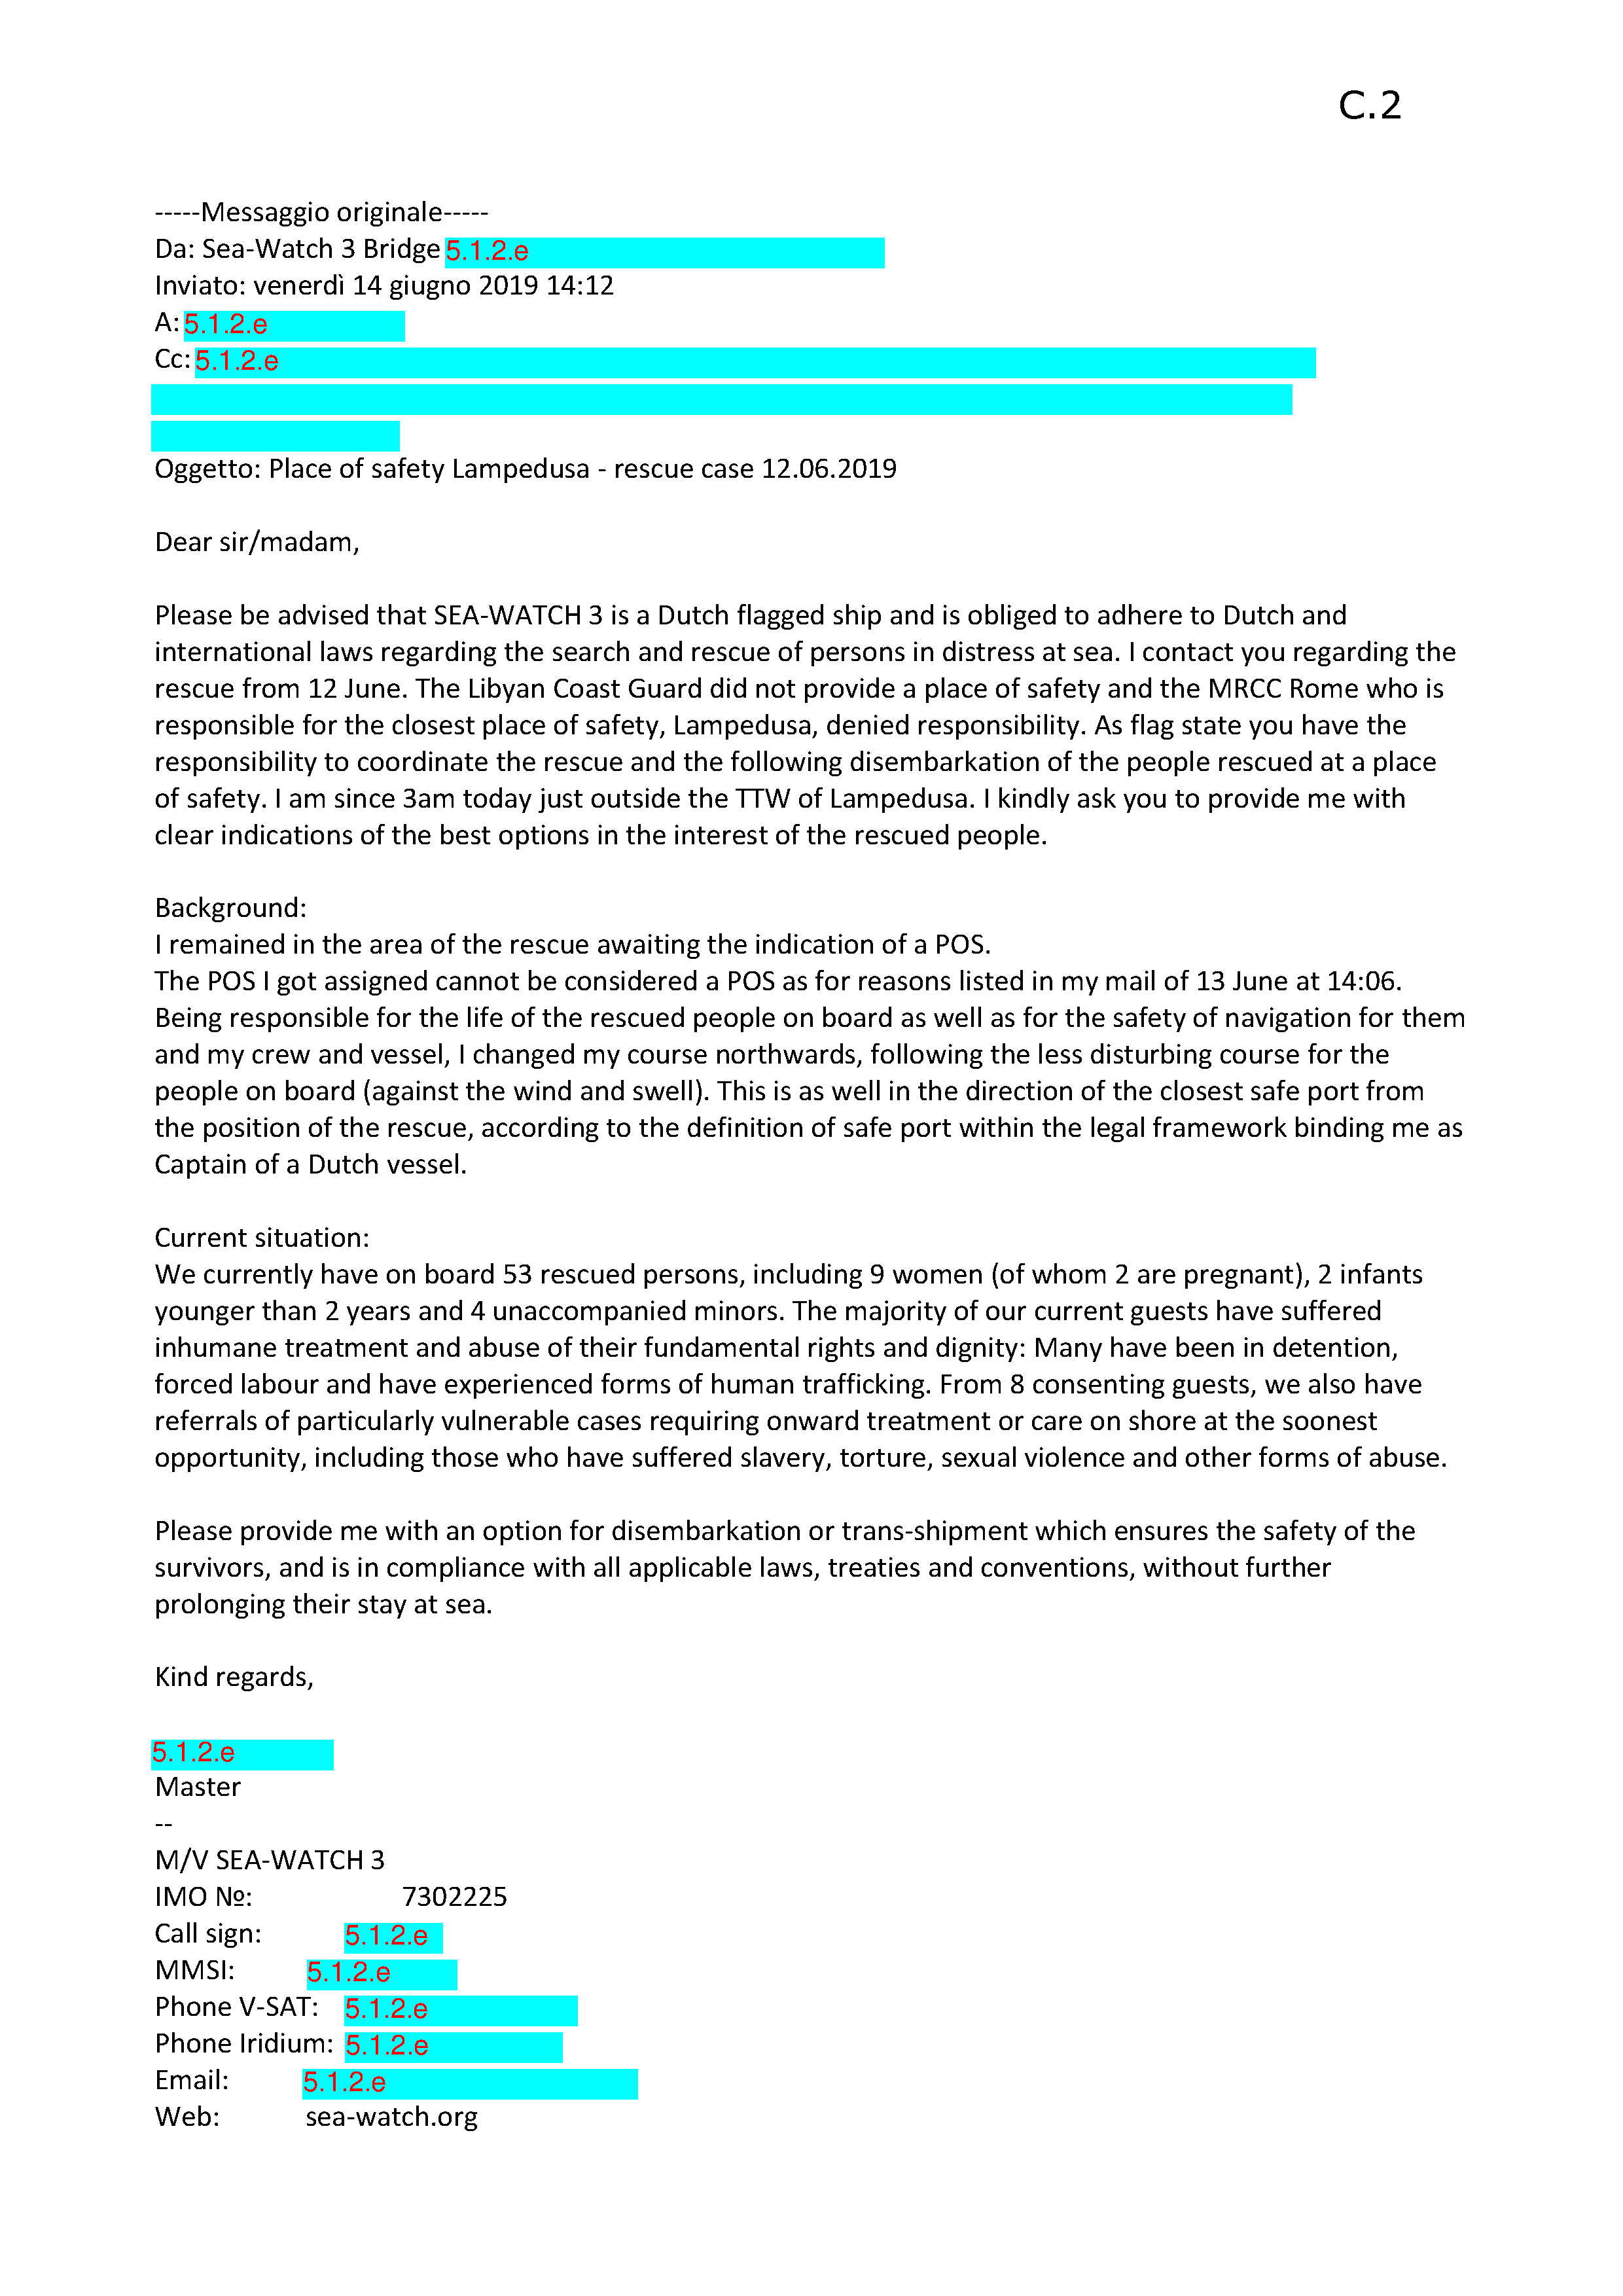 C.2
-----Messaggio originale-----
Da: Sea-Watch 3 Bridge 5.1.2.e
Inviato: venerdì 14 giugno 2019 14:12
A: 5.1.2.e
Cc: 5.1.2.e
Oggetto: Place of safety Lampedusa - rescue case 12.06.2019
Dear sir/madam,
Please be advised that SEA-WATCH 3 is a Dutch flagged ship and is obliged to adhere to Dutch and
international laws regarding the search and rescue of persons in distress at sea. I contact you regarding the
rescue from 12 June. The Libyan Coast Guard did not provide a place of safety and the MRCC Rome who is
responsible for the closest place of safety, Lampedusa, denied responsibility. As flag state you have the
responsibility to coordinate the rescue and the following disembarkation of the people rescued at a place
of safety. I am since 3am today just outside the TTW of Lampedusa. I kindly ask you to provide me with
clear indications of the best options in the interest of the rescued people.
Background:
I remained in the area of the rescue awaiting the indication of a POS.
The POS I got assigned cannot be considered a POS as for reasons listed in my mail of 13 June at 14:06.
Being responsible for the life of the rescued people on board as well as for the safety of navigation for them
and my crew and vessel, I changed my course northwards, following the less disturbing course for the
people on board (against the wind and swell). This is as well in the direction of the closest safe port from
the position of the rescue, according to the definition of safe port within the legal framework binding me as
Captain of a Dutch vessel.
Current situation:
We currently have on board 53 rescued persons, including 9 women (of whom 2 are pregnant), 2 infants
younger than 2 years and 4 unaccompanied minors. The majority of our current guests have suffered
inhumane treatment and abuse of their fundamental rights and dignity: Many have been in detention,
forced labour and have experienced forms of human trafficking. From 8 consenting guests, we also have
referrals of particularly vulnerable cases requiring onward treatment or care on shore at the soonest
opportunity, including those who have suffered slavery, torture, sexual violence and other forms of abuse.
Please provide me with an option for disembarkation or trans-shipment which ensures the safety of the
survivors, and is in compliance with all applicable laws, treaties and conventions, without further
prolonging their stay at sea.
Kind regards,
5.1.2.e
Master
--
M/V SEA-WATCH 3
IMO №: 7302225
Call sign: 5.1.2.e
MMSI: 5.1.2.e
Phone V-SAT: 5.1.2.e
Phone Iridium: 5.1.2.e
Email: 5.1.2.e
Web: sea-watch.org